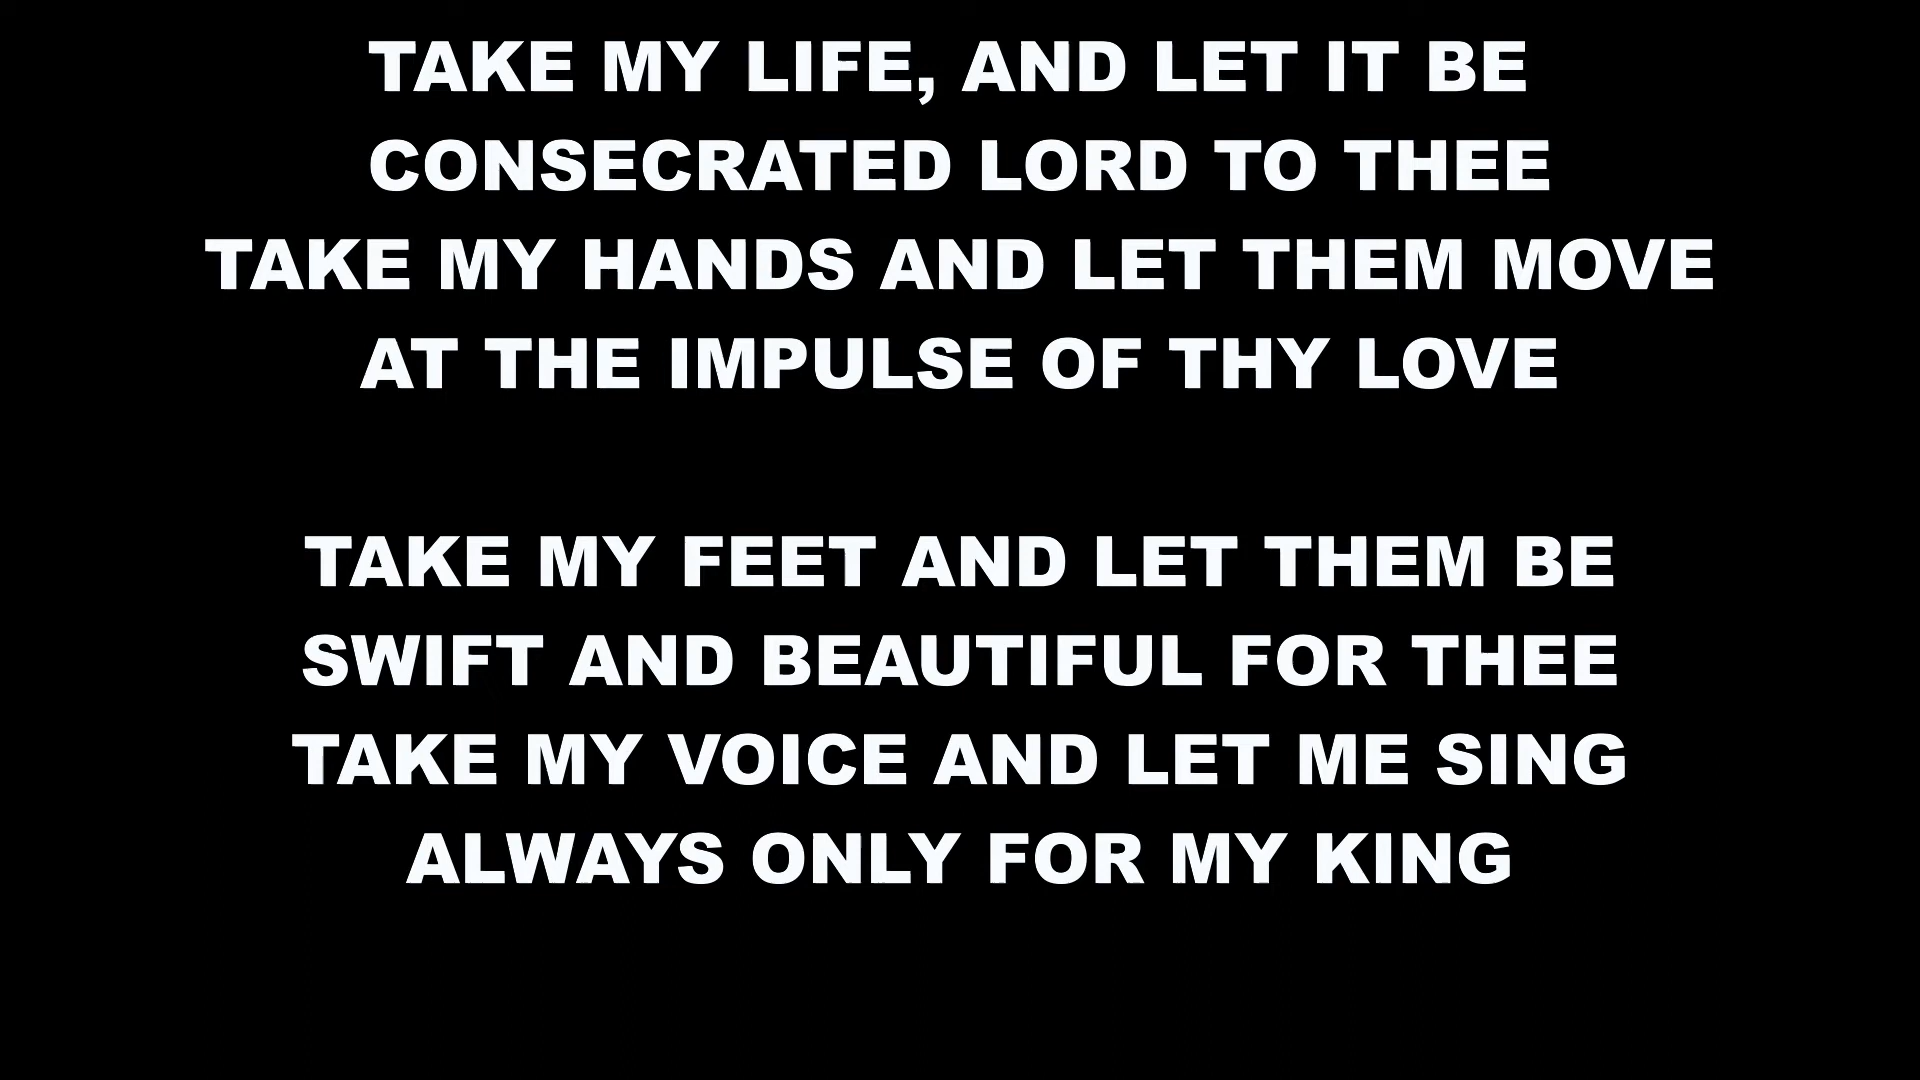 TAKE MY LIFE, AND LET IT BE
CONSECRATED LORD TO THEE
TAKE MY HANDS AND LET THEM MOVE
AT THE IMPULSE OF THY LOVE
TAKE MY FEET AND LET THEM BE
SWIFT AND BEAUTIFUL FOR THEE
TAKE MY VOICE AND LET ME SING
ALWAYS ONLY FOR MY KING